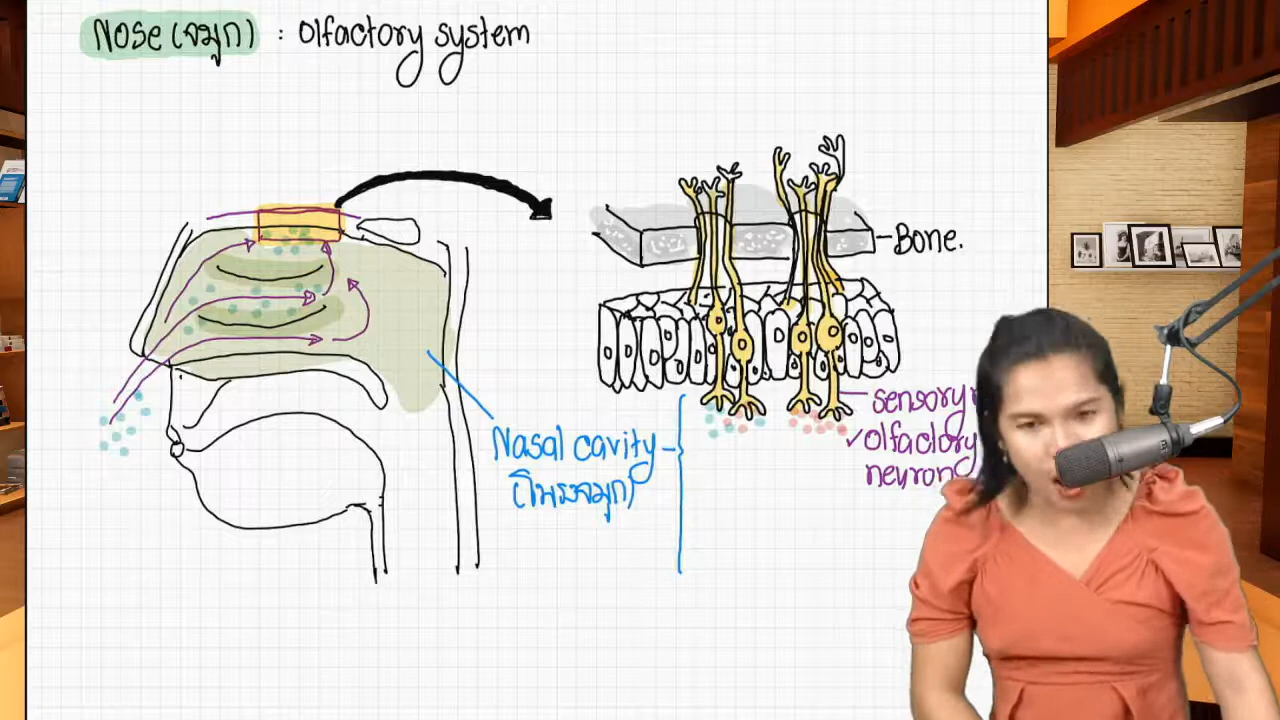 Nose (จมูก) : olfactory system
Bone.
sensory
olfactory
neuron
Nasal cavity
(โพรงจมูก)